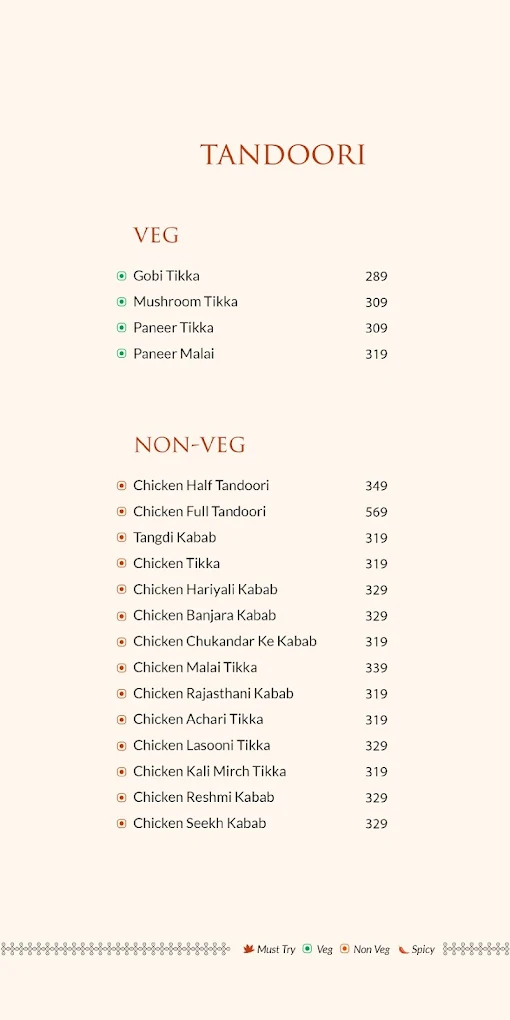 TANDOORI
VEG
Gobi Tikka 289
Mushroom Tikka 309
Paneer Tikka 309
Paneer Malai 319
NON-VEG
Chicken Half Tandoori 349
Chicken Full Tandoori 569
Tangdi Kabab 319
Chicken Tikka 319
Chicken Hariyali Kabab 329
Chicken Banjara Kabab 329
Chicken Chukandar Ke Kabab 319
Chicken Malai Tikka 339
Chicken Rajasthani Kabab 319
Chicken Achari Tikka 319
Chicken Lasooni Tikka 329
Chicken Kali Mirch Tikka 319
Chicken Reshmi Kabab 329
Chicken Seekh Kabab 329
Must Try Veg Non Veg Spicy